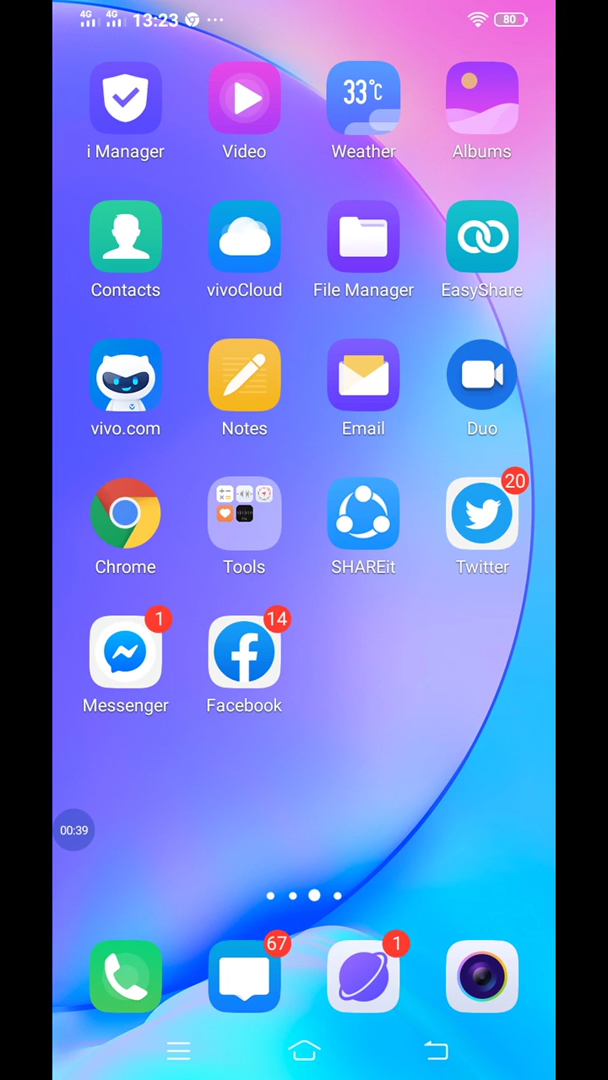 4G 4G 13:23 ... 80
33°C
i Manager Video Weather Albums
Contacts vivoCloud File Manager EasyShare
vivo.com Notes Email Duo
20
Chrome Tools SHAREit Twitter
1 14
Messenger Facebook
00:39
67 1